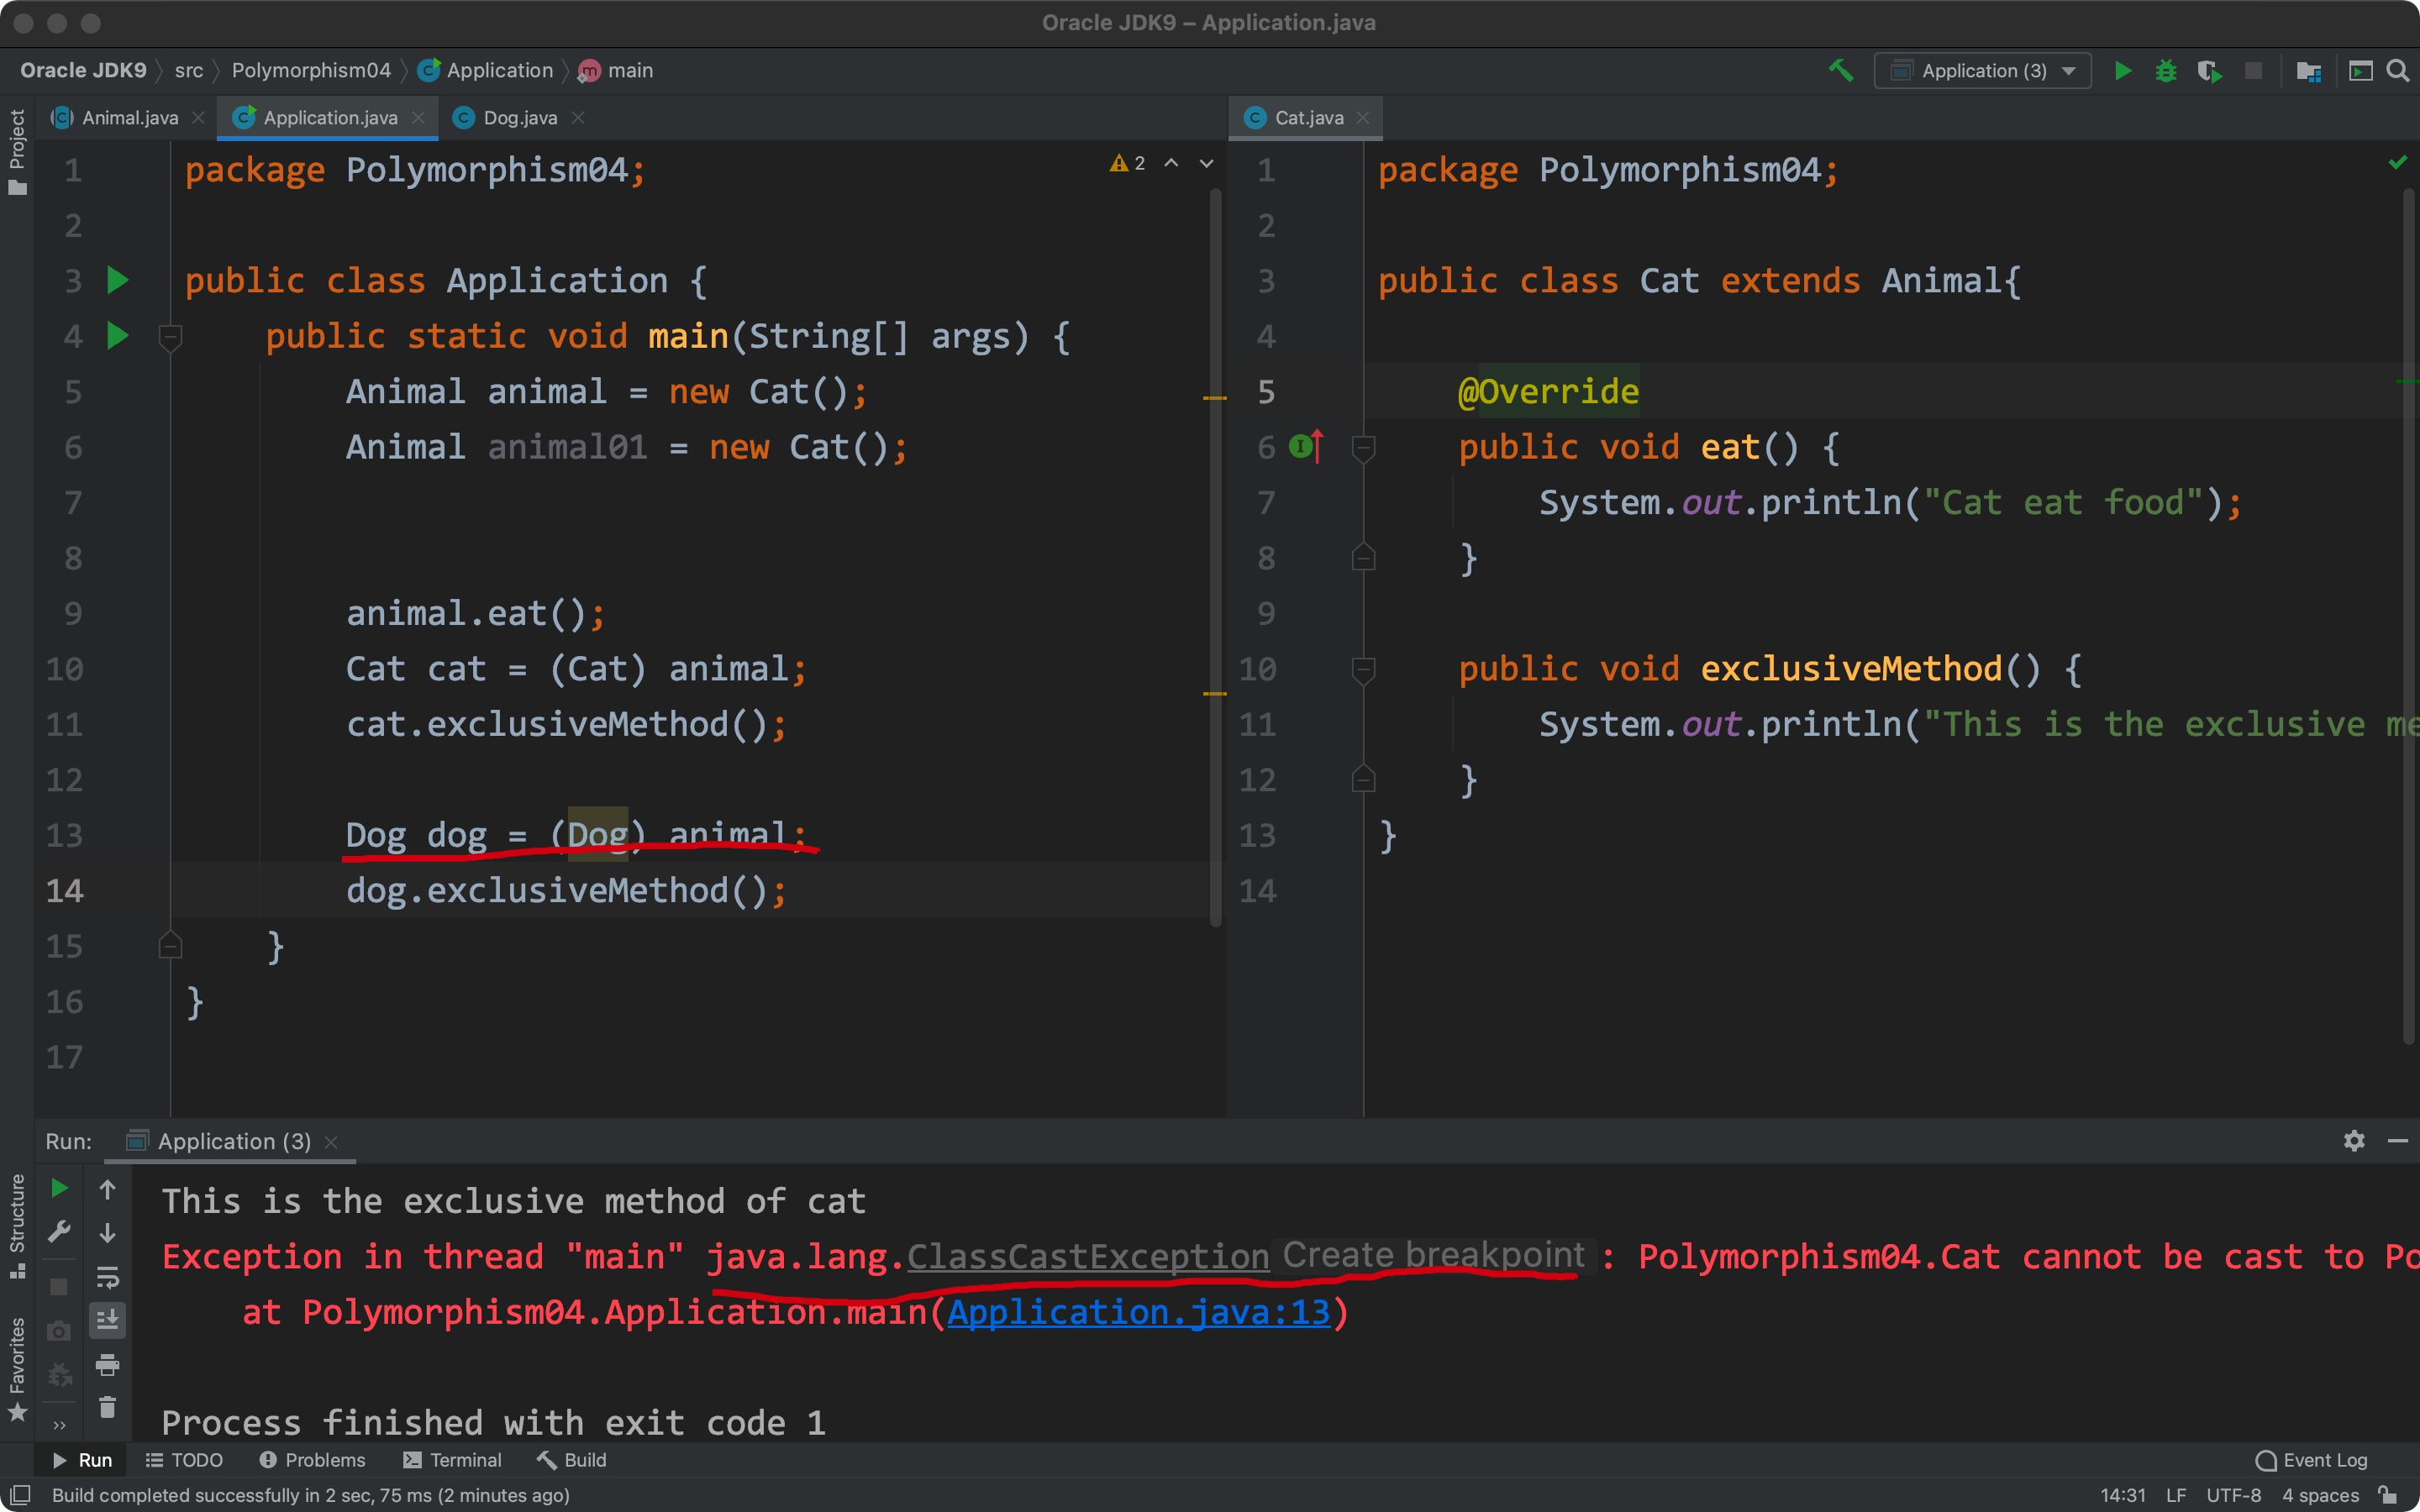 Oracle JDK9 – Application.java
Oracle JDK9 src Polymorphism04 Application main
Application (3)
Project
Animal.java Application.java Dog.java
Cat.java
2
1 package Polymorphism04;
2
3 public class Application {
4 public static void main(String[] args) {
5 Animal animal = new Cat();
6 Animal animal01 = new Cat();
7
8
9 animal.eat();
10 Cat cat = (Cat) animal;
11 cat.exclusiveMethod();
12
13 Dog dog = (Dog) animal;
14 dog.exclusiveMethod();
15 }
16 }
17
1 package Polymorphism04;
2
3 public class Cat extends Animal{
4
5 @Override
6 public void eat() {
7 System.out.println("Cat eat food");
8 }
9
10 public void exclusiveMethod() {
11 System.out.println("This is the exclusive me
12 }
13 }
14
Run: Application (3)
Structure
Favorites
This is the exclusive method of cat
Exception in thread "main" java.lang.ClassCastException Create breakpoint : Polymorphism04.Cat cannot be cast to Po
at Polymorphism04.Application.main(Application.java:13)
Process finished with exit code 1
Run TODO Problems Terminal Build
Event Log
Build completed successfully in 2 sec, 75 ms (2 minutes ago)
14:31 LF UTF-8 4 spaces